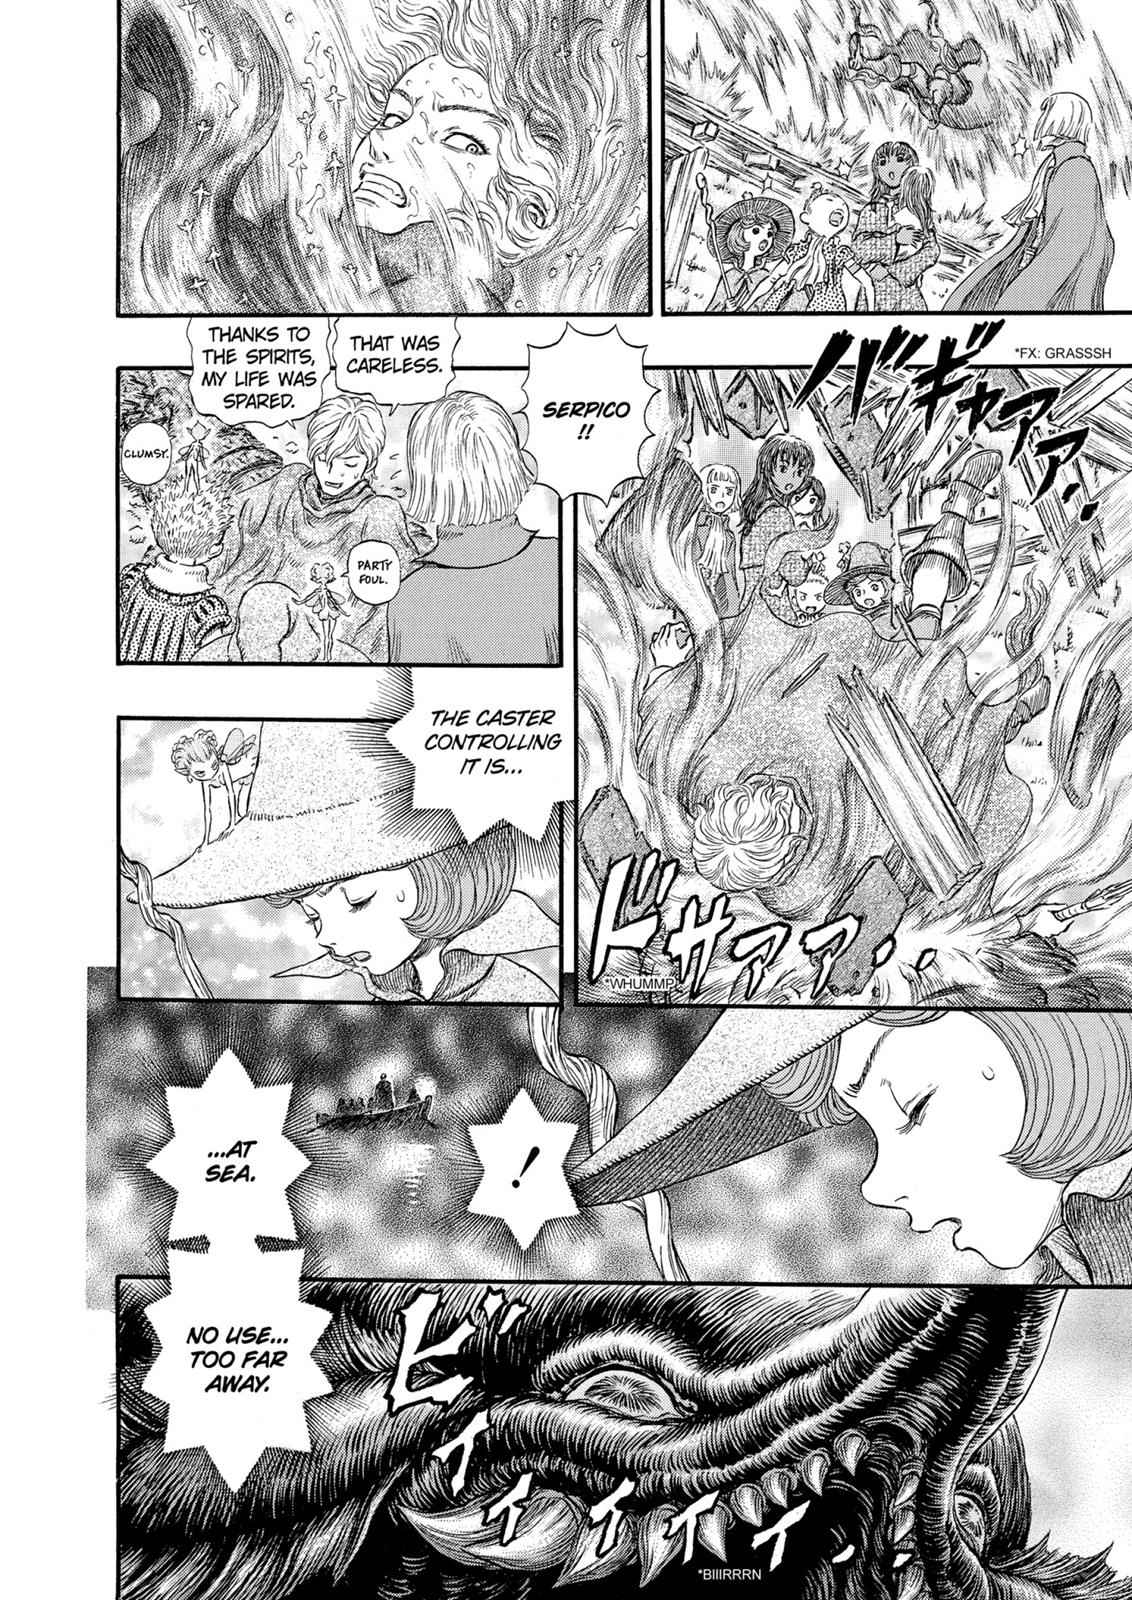 バギャアアア.
*FX: GRASSSH
SERPICO
!!
THAT WAS
CARELESS.
THANKS TO
THE SPIRITS,
MY LIFE WAS
SPARED.
CLUMSY.
PARTY
FOUL.
ドサァァ..
*WHUMMP
THE CASTER
CONTROLLING
IT IS...
!
...AT
SEA.
NO USE...
TOO FAR
AWAY.
ビィイイイイ..
*BIIIRRRN